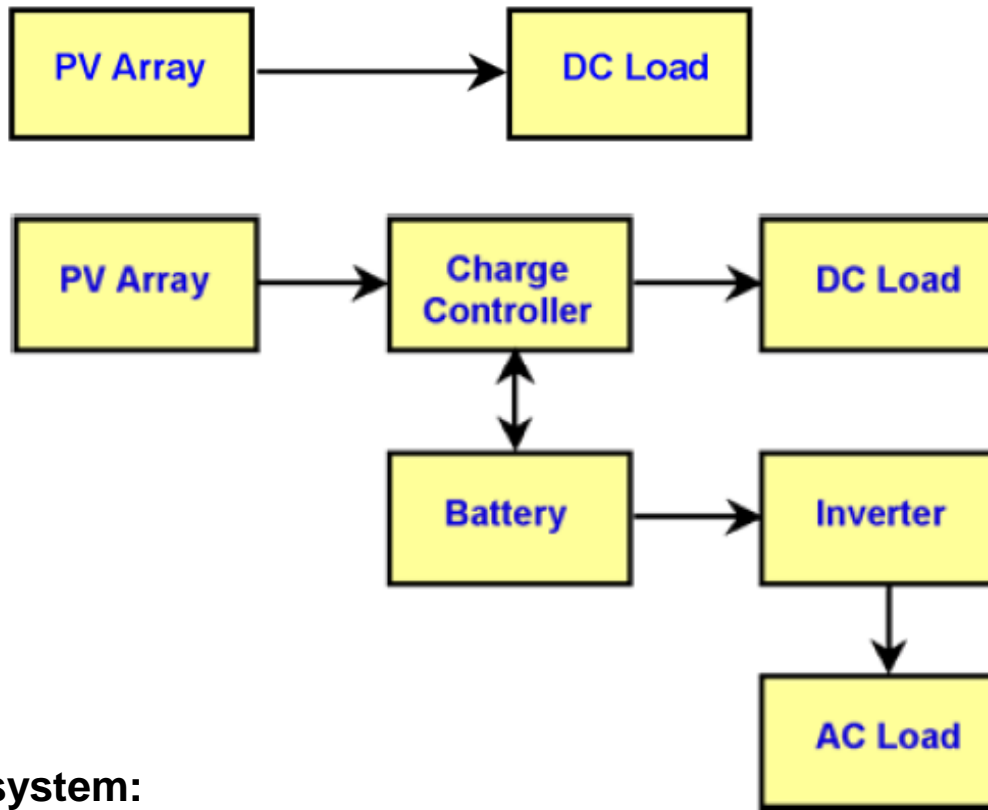 PV Array
DC Load
PV Array
Charge
Controller
DC Load
Battery
Inverter
AC Load
system: